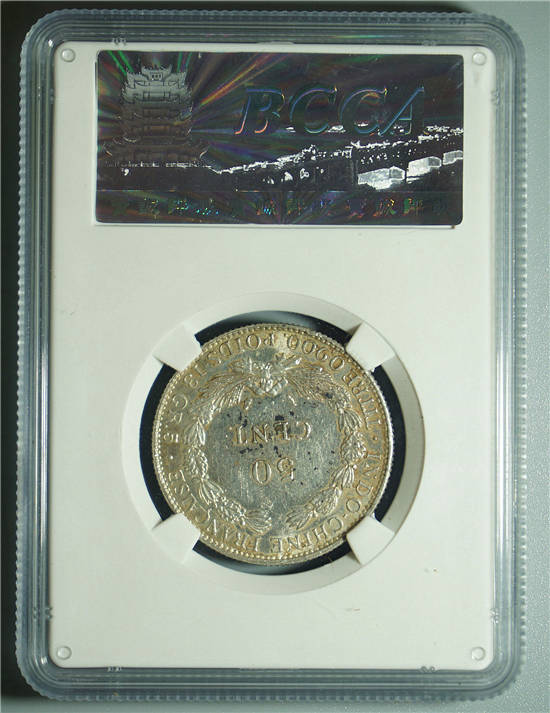 BCCA
INDO-CHINE FRANÇAISE
50
CENT.
TITRE 0.900 POIDS 13 GR. 5